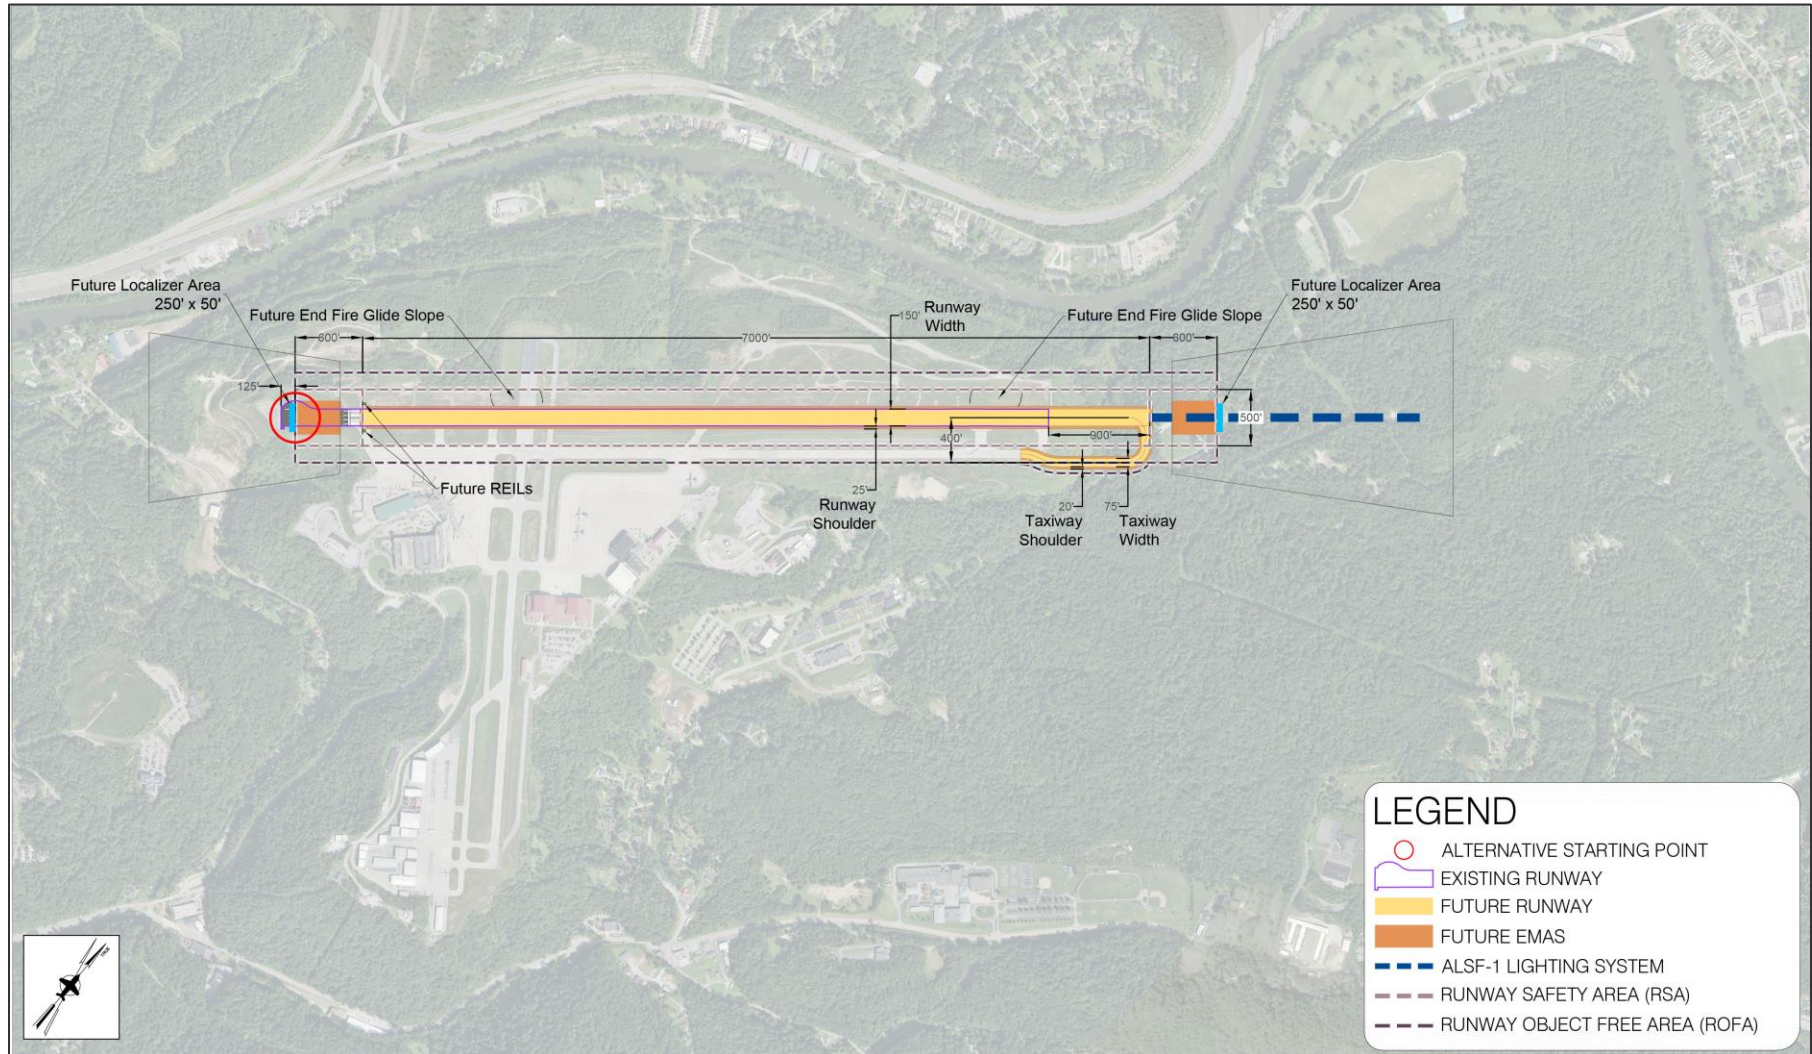 Future Localizer Area
250' x 50'
Future End Fire Glide Slope
600'
7000'
150'
Runway
Width
Future End Fire Glide Slope
600'
Future Localizer Area
250' x 50'
125'
500'
400'
900'
Future REILs
25'
Runway
Shoulder
20'
Taxiway
Shoulder
75'
Taxiway
Width
LEGEND
ALTERNATIVE STARTING POINT
EXISTING RUNWAY
FUTURE RUNWAY
FUTURE EMAS
ALSF-1 LIGHTING SYSTEM
RUNWAY SAFETY AREA (RSA)
RUNWAY OBJECT FREE AREA (ROFA)